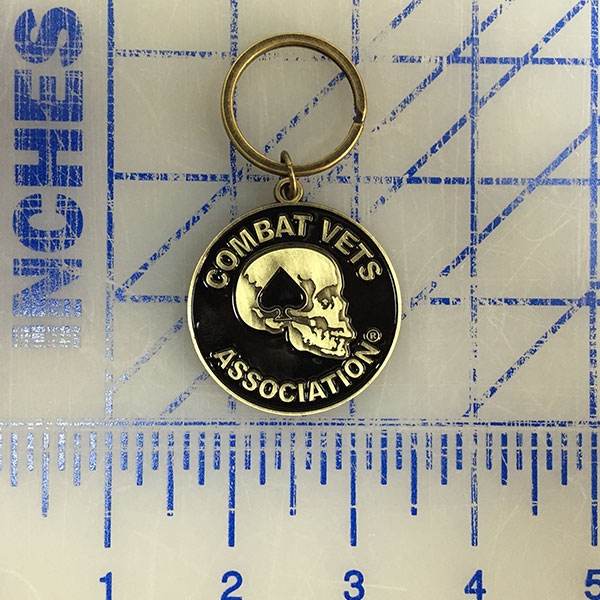 INCHES
COMBAT VETS
ASSOCIATION®
1 2 3 4 5